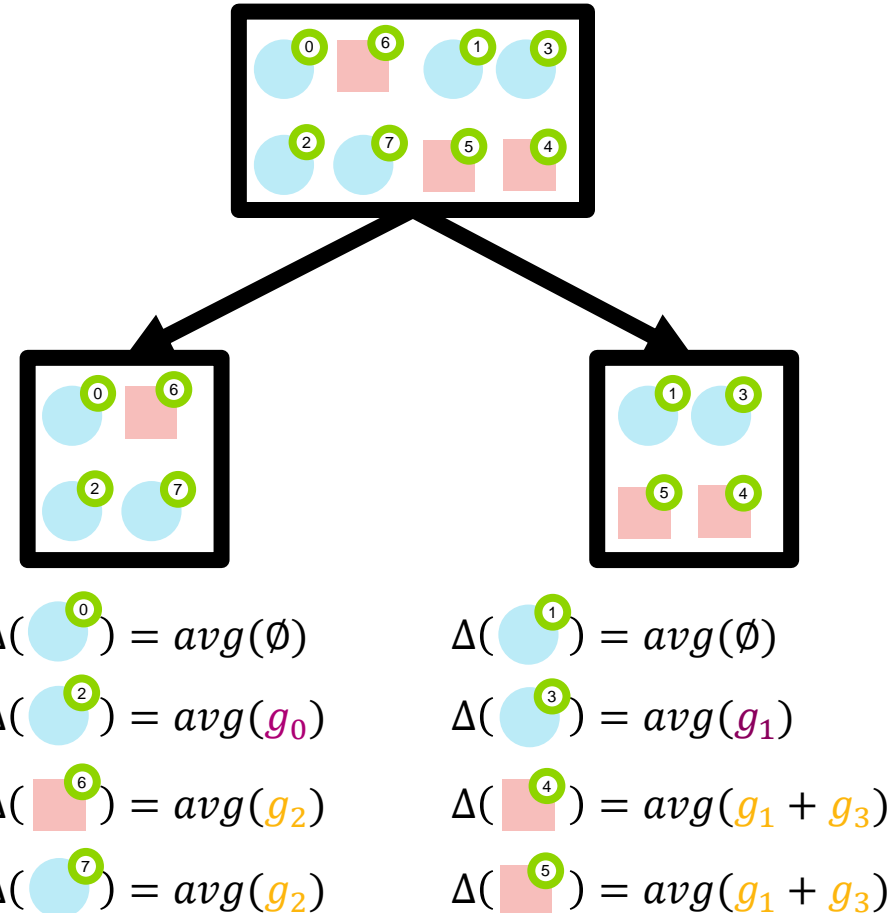 0 6 1 3
2 7 5 4
0 6 1 3
2 7 5 4
Δ( 0 ) = avg(∅) Δ( 1 ) = avg(∅)
Δ( 2 ) = avg(g₀) Δ( 3 ) = avg(g₁)
Δ( 6 ) = avg(g₂) Δ( 4 ) = avg(g₁ + g₃)
Δ( 7 ) = avg(g₂) Δ( 5 ) = avg(g₁ + g₃)